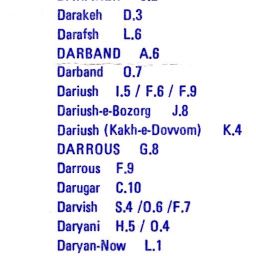 Darakeh D.3
Darafsh L.6
DARBAND A.6
Darband O.7
Dariush I.5 / F.6 / F.9
Dariush-e-Bozorg J.8
Dariush (Kakh-e-Dovvom) K.4
DARROUS G.8
Darrous F.9
Darugar C.10
Darvish S.4 /O.6 /F.7
Daryani H.5 / O.4
Daryan-Now L.1